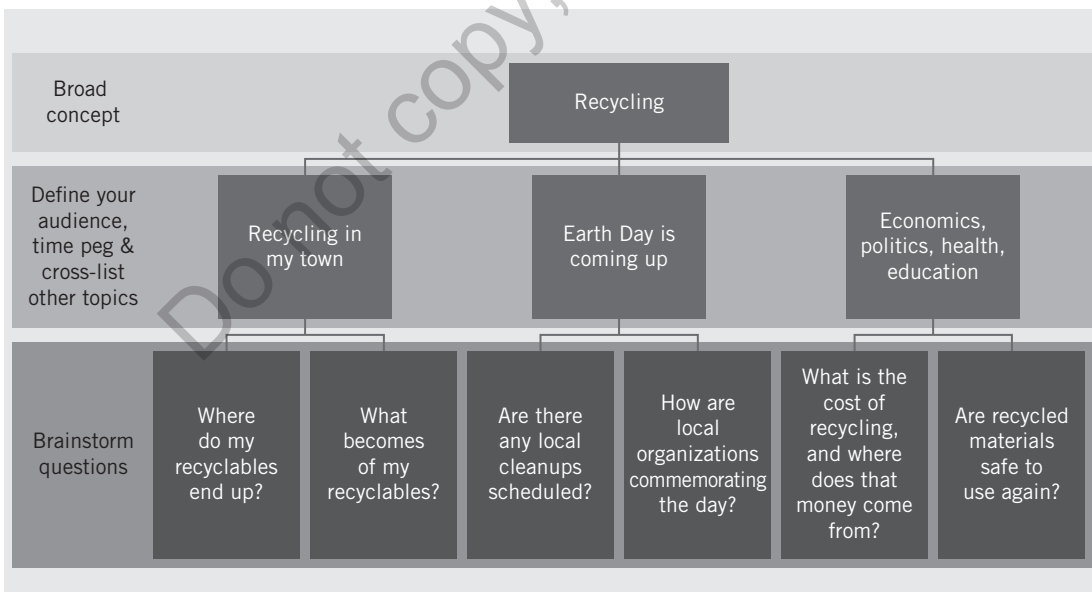 Do not copy,
Broad
concept
Recycling
Define your
audience,
time peg &
cross-list
other topics
Recycling in
my town
Earth Day is
coming up
Economics,
politics, health,
education
Brainstorm
questions
Where
do my
recyclables
end up?
What
becomes
of my
recyclables?
Are there
any local
cleanups
scheduled?
How are
local
organizations
commemorating
the day?
What is the
cost of
recycling,
and where
does that
money come
from?
Are recycled
materials
safe to
use again?